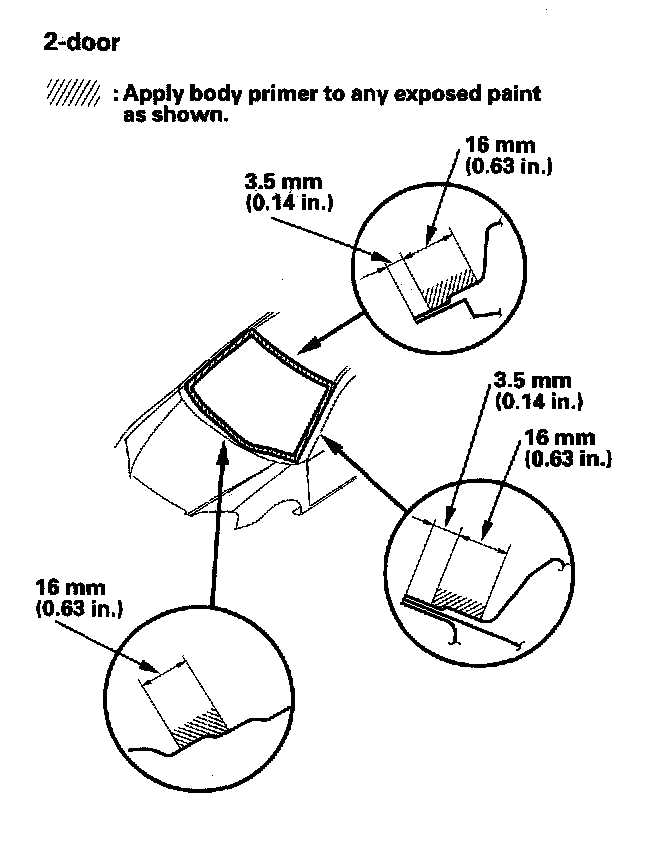 2-door
: Apply body primer to any exposed paint
as shown.
16 mm
(0.63 in.)
3.5 mm
(0.14 in.)
3.5 mm
(0.14 in.)
16 mm
(0.63 in.)
16 mm
(0.63 in.)